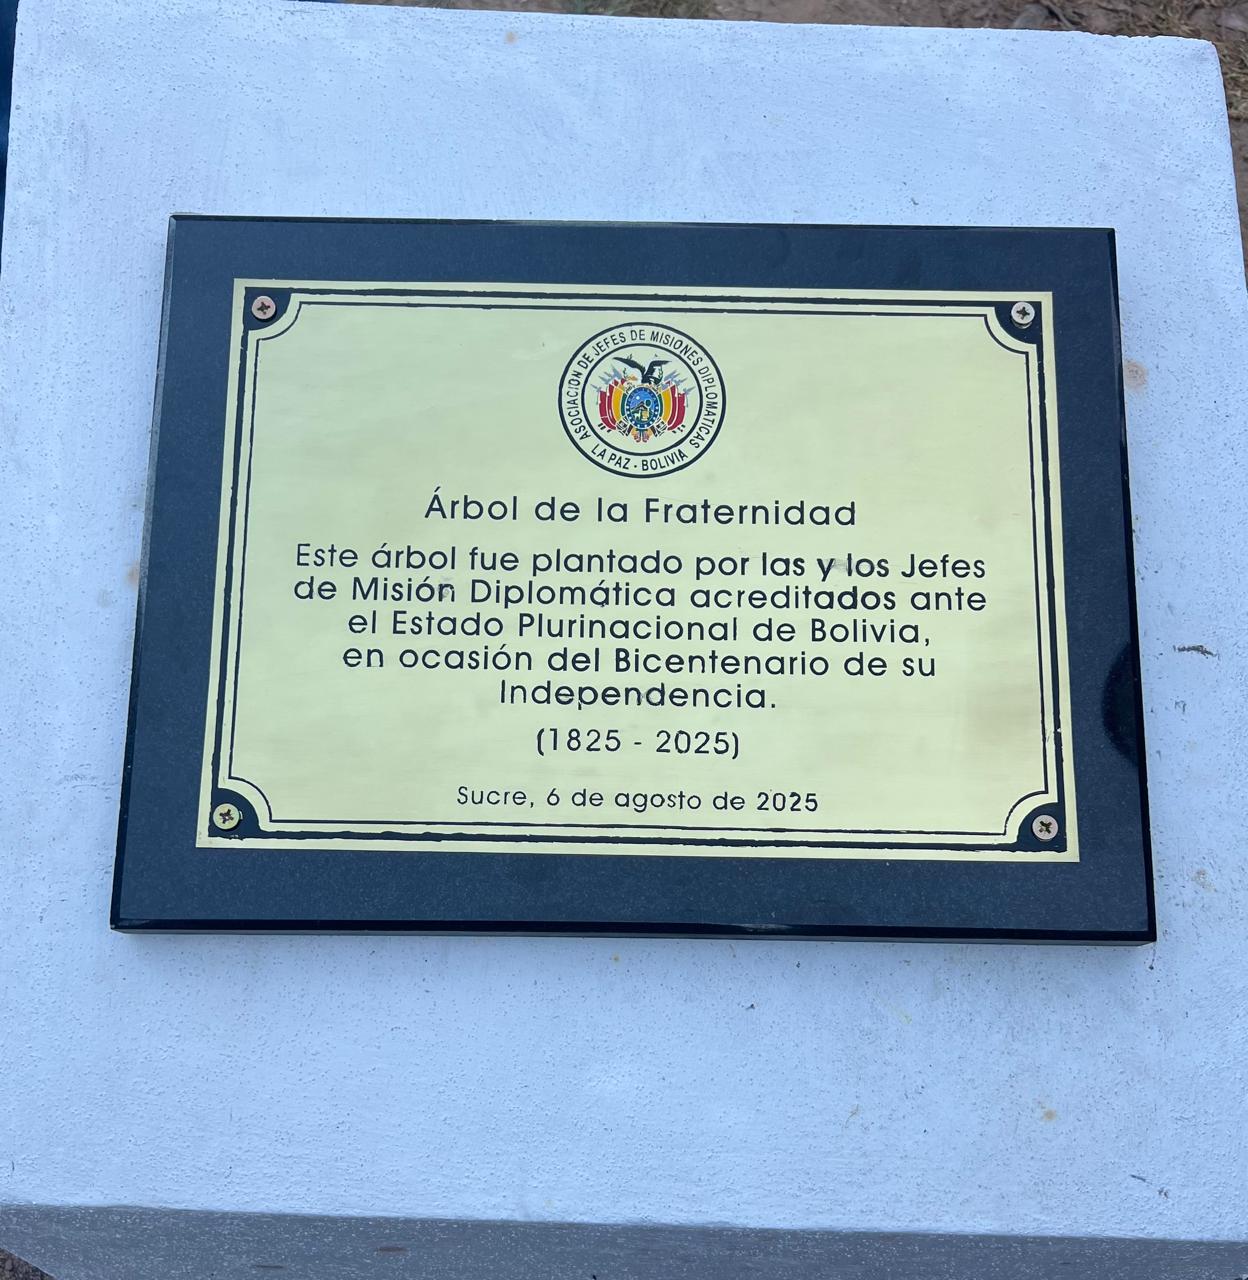 ASOCIACION DE JEFES DE MISIONES DIPLOMATICAS
LA PAZ - BOLIVIA
Árbol de la Fraternidad
Este árbol fue plantado por las y los Jefes
de Misión Diplomática acreditados ante
el Estado Plurinacional de Bolivia,
en ocasión del Bicentenario de su
Independencia.
(1825 - 2025)
Sucre, 6 de agosto de 2025